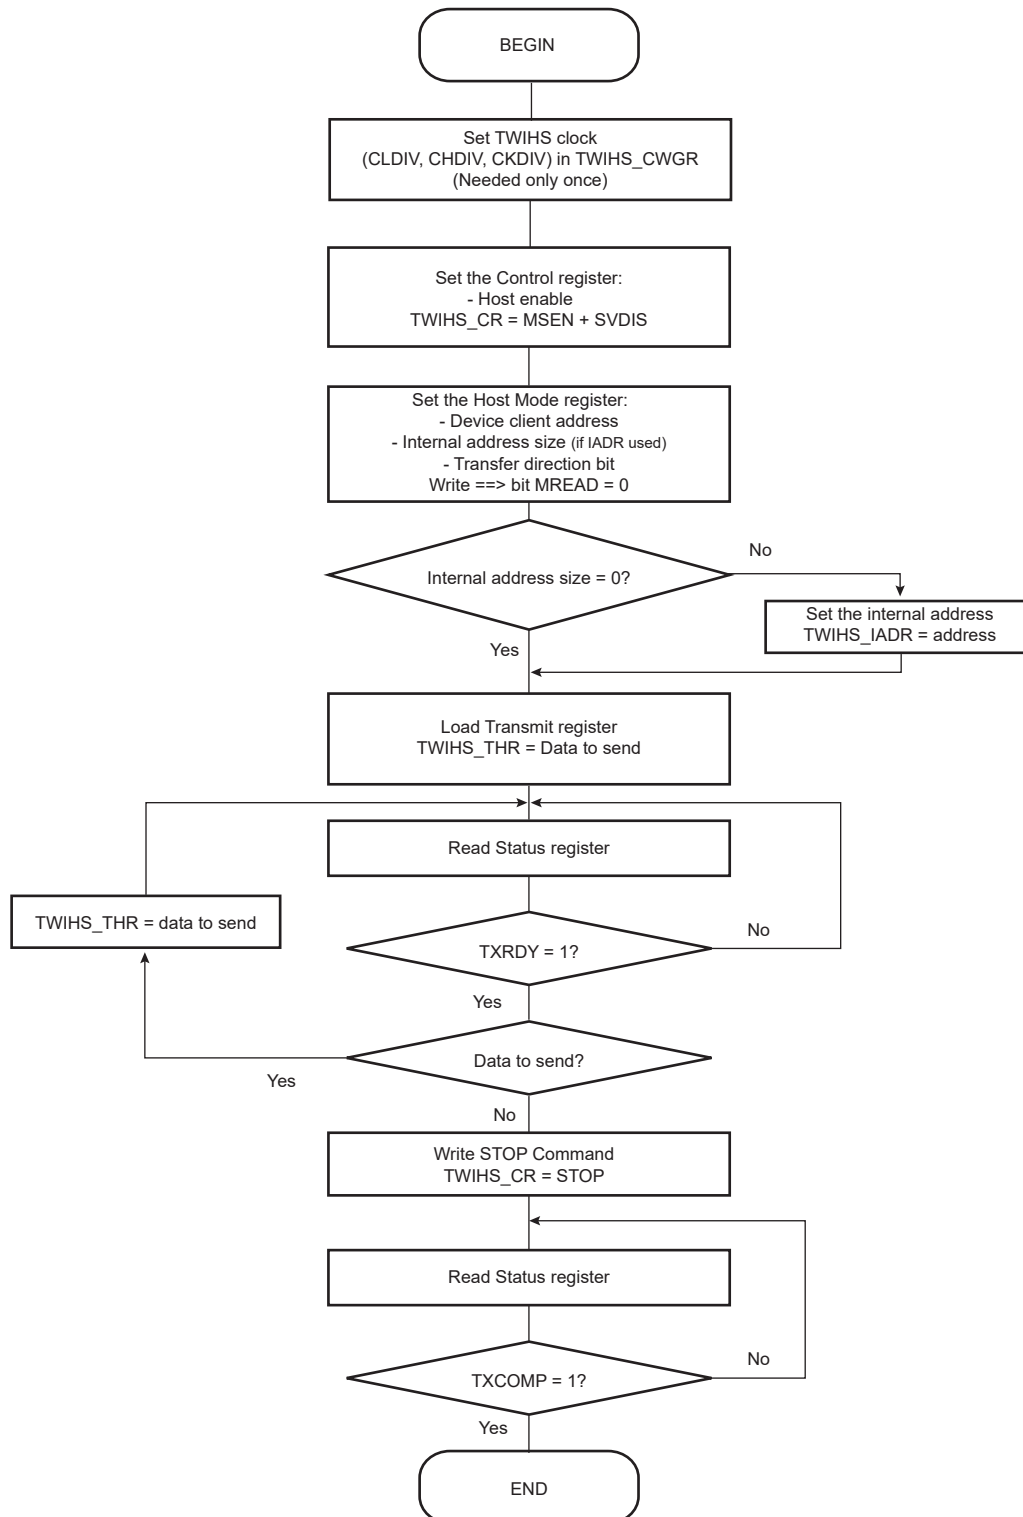 BEGIN
Set TWIHS clock
(CLDIV, CHDIV, CKDIV) in TWIHS_CWGR
(Needed only once)
Set the Control register:
- Host enable
TWIHS_CR = MSEN + SVDIS
Set the Host Mode register:
- Device client address
- Internal address size (if IADR used)
- Transfer direction bit
Write ==> bit MREAD = 0
No
Internal address size = 0?
Set the internal address
TWIHS_IADR = address
Yes
Load Transmit register
TWIHS_THR = Data to send
Read Status register
TWIHS_THR = data to send
No
TXRDY = 1?
Yes
Data to send?
Yes
No
Write STOP Command
TWIHS_CR = STOP
Read Status register
No
TXCOMP = 1?
Yes
END